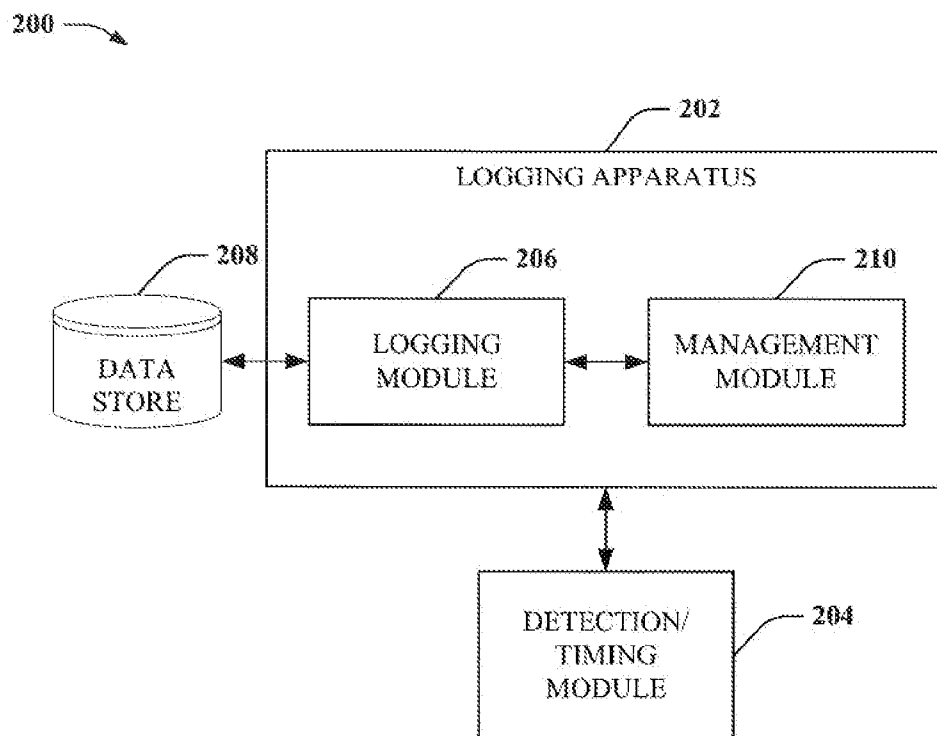 200
202
LOGGING APPARATUS
208
206
210
DATA
STORE
LOGGING
MODULE
MANAGEMENT
MODULE
DETECTION/
TIMING
MODULE
204